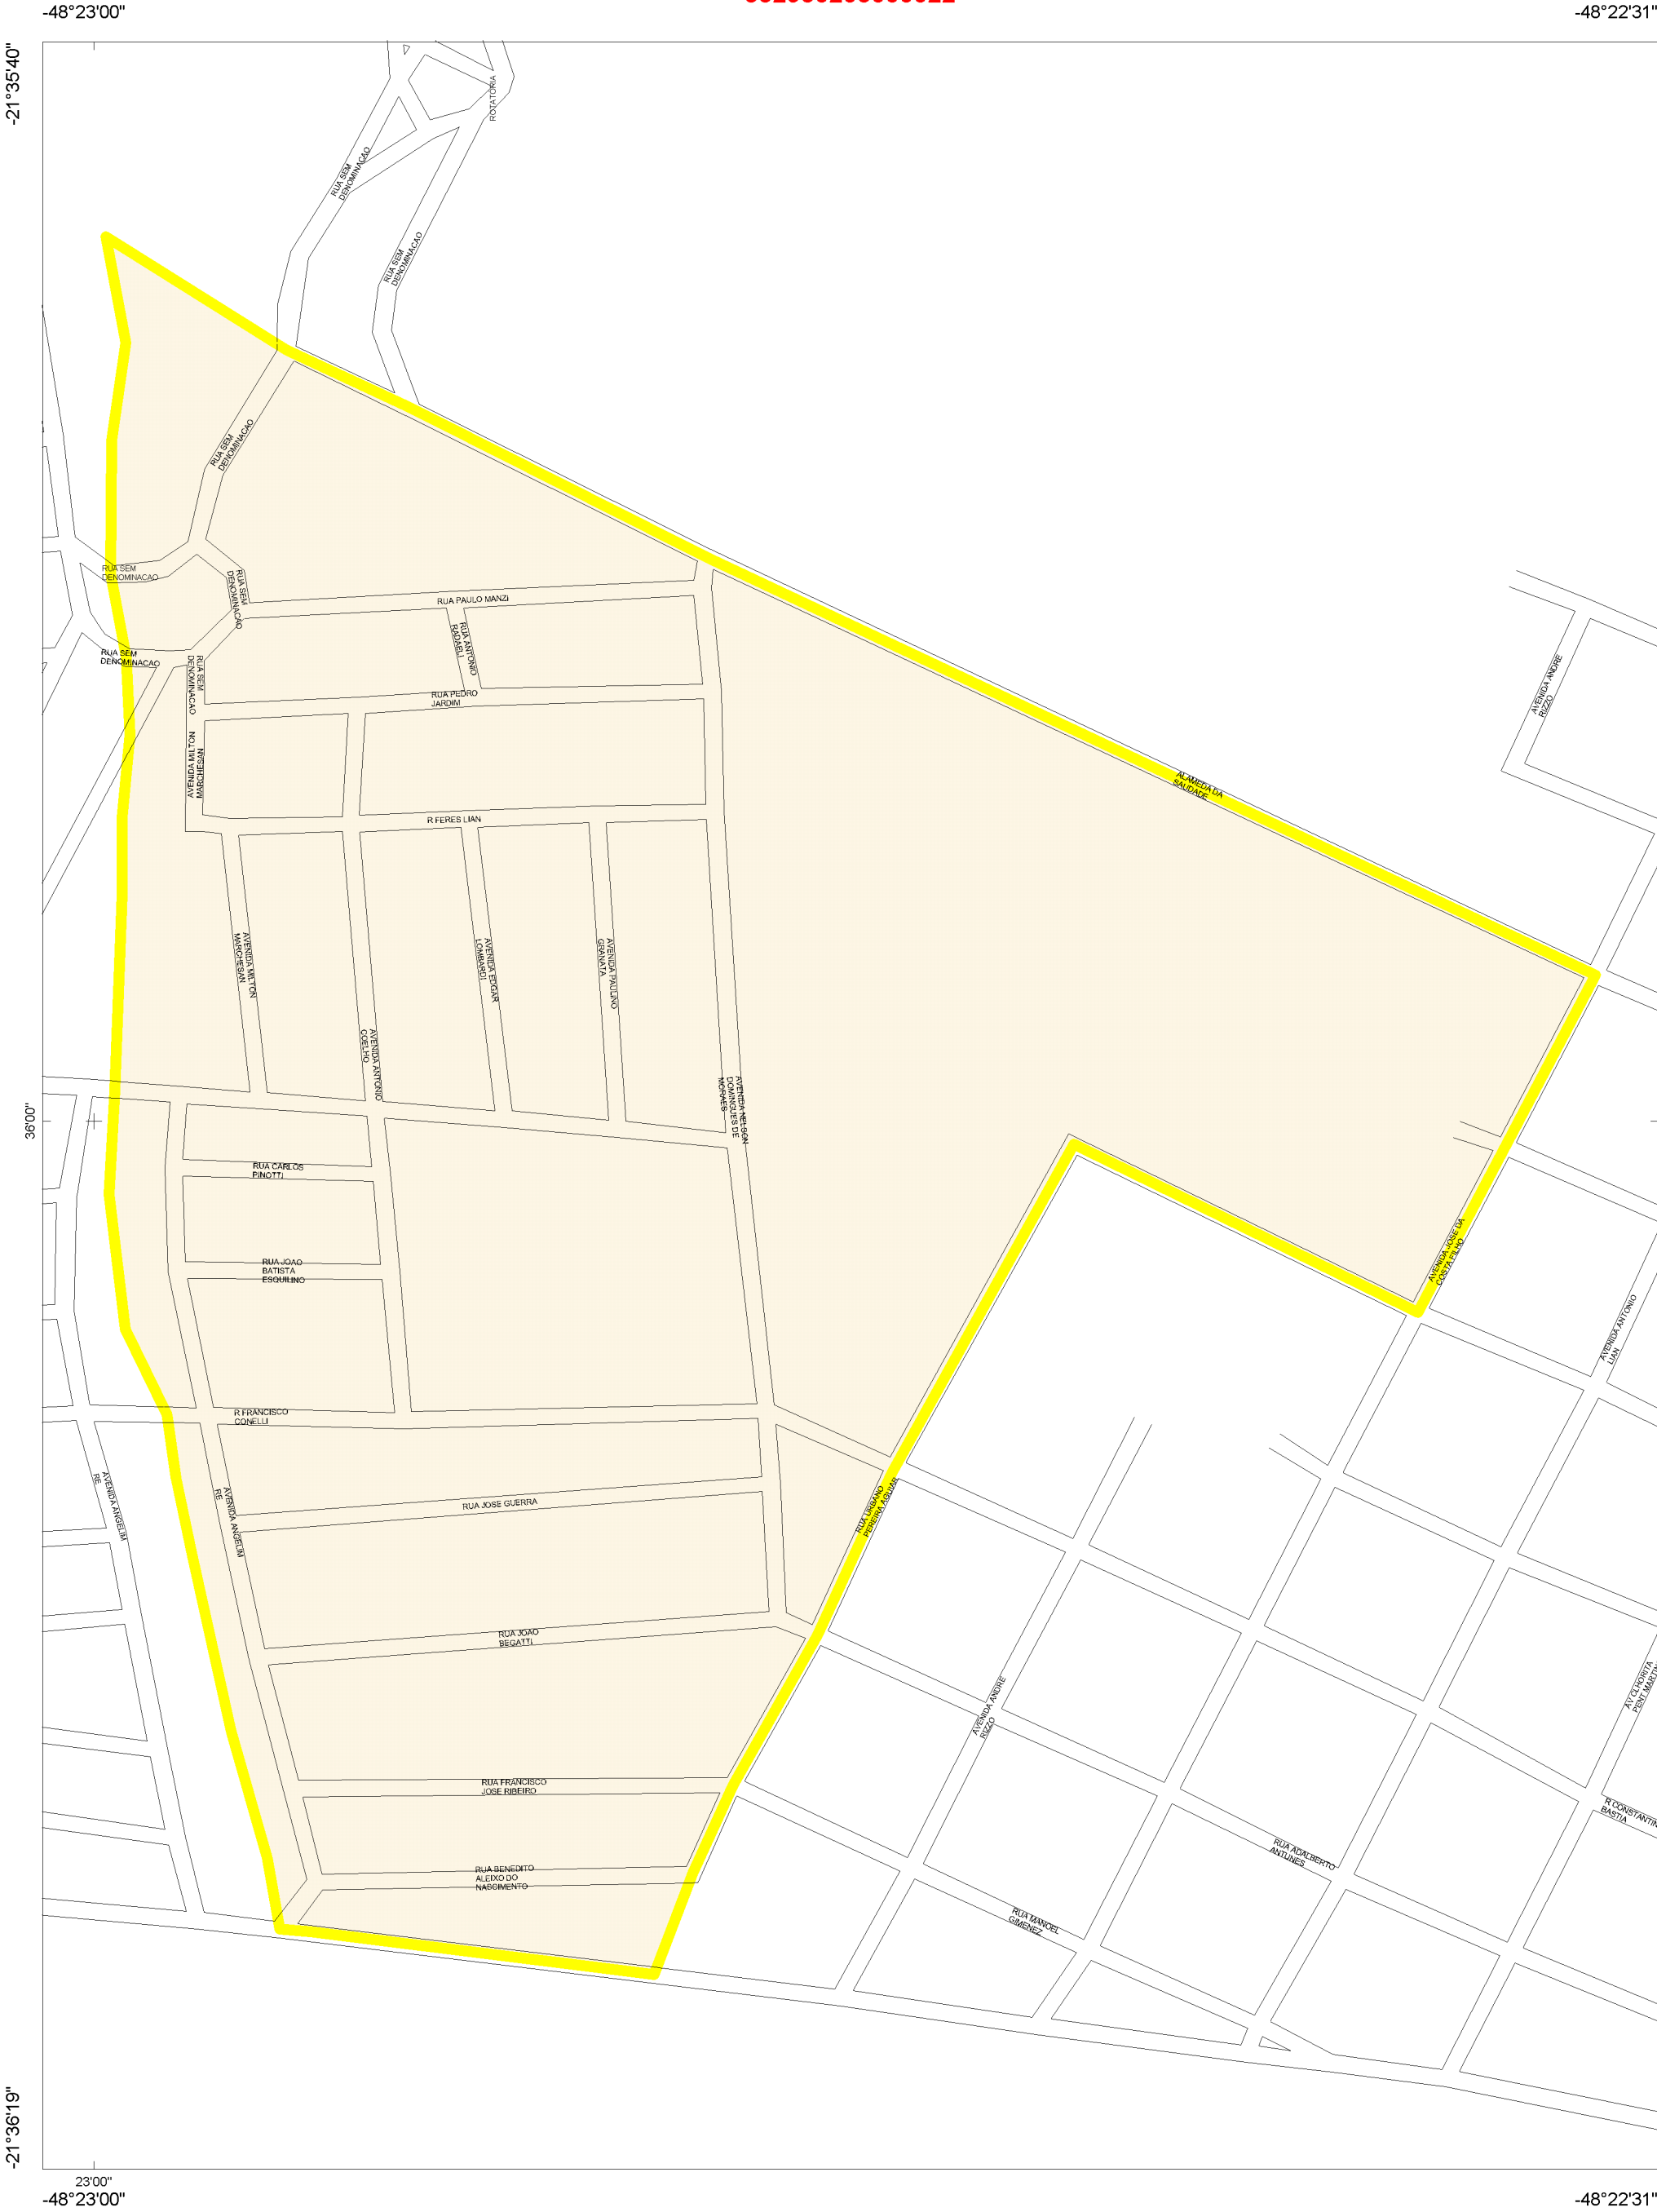 -48°23'00"
-48°22'31"
-21°35'40"
ROTATORIA
RUA SEM
DENOMINACAO
RUA SEM
DENOMINACAO
RUA SEM
DENOMINACAO
RUA SEM
DENOMINACAO
RUA SEM
DENOMINACAO
RUA PAULO MANZI
RUA ANTONIO
RADAELI
RUA SEM
DENOMINACAO
RUA SEM
DENOMINACAO
RUA PEDRO
JARDIM
AVENIDA ANDRE
RIZZO
AVENIDA MILTON
MARCHESAN
ALAMEDA DA
SAUDADE
R FERES LIAN
AVENIDA MILTON
MARCHESAN
AVENIDA EDGAR
LOMBARDI
AVENIDA PAULINO
GRANATA
AVENIDA ANTONIO
COELHO
AVENIDA NELSON
DOMINGUES DE
MORAES
36'00"
RUA CARLOS
PINOTTI
RUA JOAO
BATISTA
ESQUILINO
AVENIDA JOSE DA
COSTA FILHO
AVENIDA ANTONIO
LIAN
R FRANCISCO
CONELLI
AVENIDA ANGELIM
RE
AVENIDA ANGELIM
RE
RUA JOSE GUERRA
RUA URBANO
PEREIRA AGUIAR
RUA JOAO
BEGATTI
AVENIDA ANDRE
RIZZO
AV CLHORITA
PENT MARTIN
RUA FRANCISCO
JOSE RIBEIRO
R CONSTANTIN
BASTIA
RUA ADALBERTO
ANTUNES
RUA BENEDITO
ALEIXO DO
NASCIMENTO
RUA MANOEL
GIMENEZ
-21°36'19"
23'00"
-48°23'00"
-48°22'31"